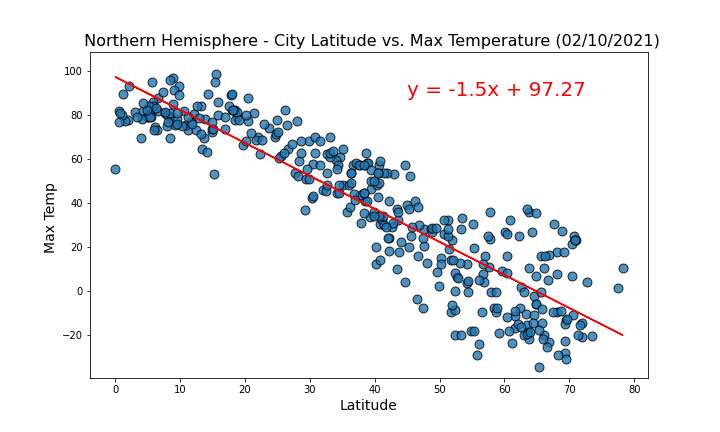 Northern Hemisphere - City Latitude vs. Max Temperature (02/10/2021)
y = -1.5x + 97.27
Max Temp
100
80
60
40
20
0
−20
0 10 20 30 40 50 60 70 80
Latitude